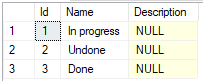 Id Name Description
1 1 In progress NULL
2 2 Undone NULL
3 3 Done NULL